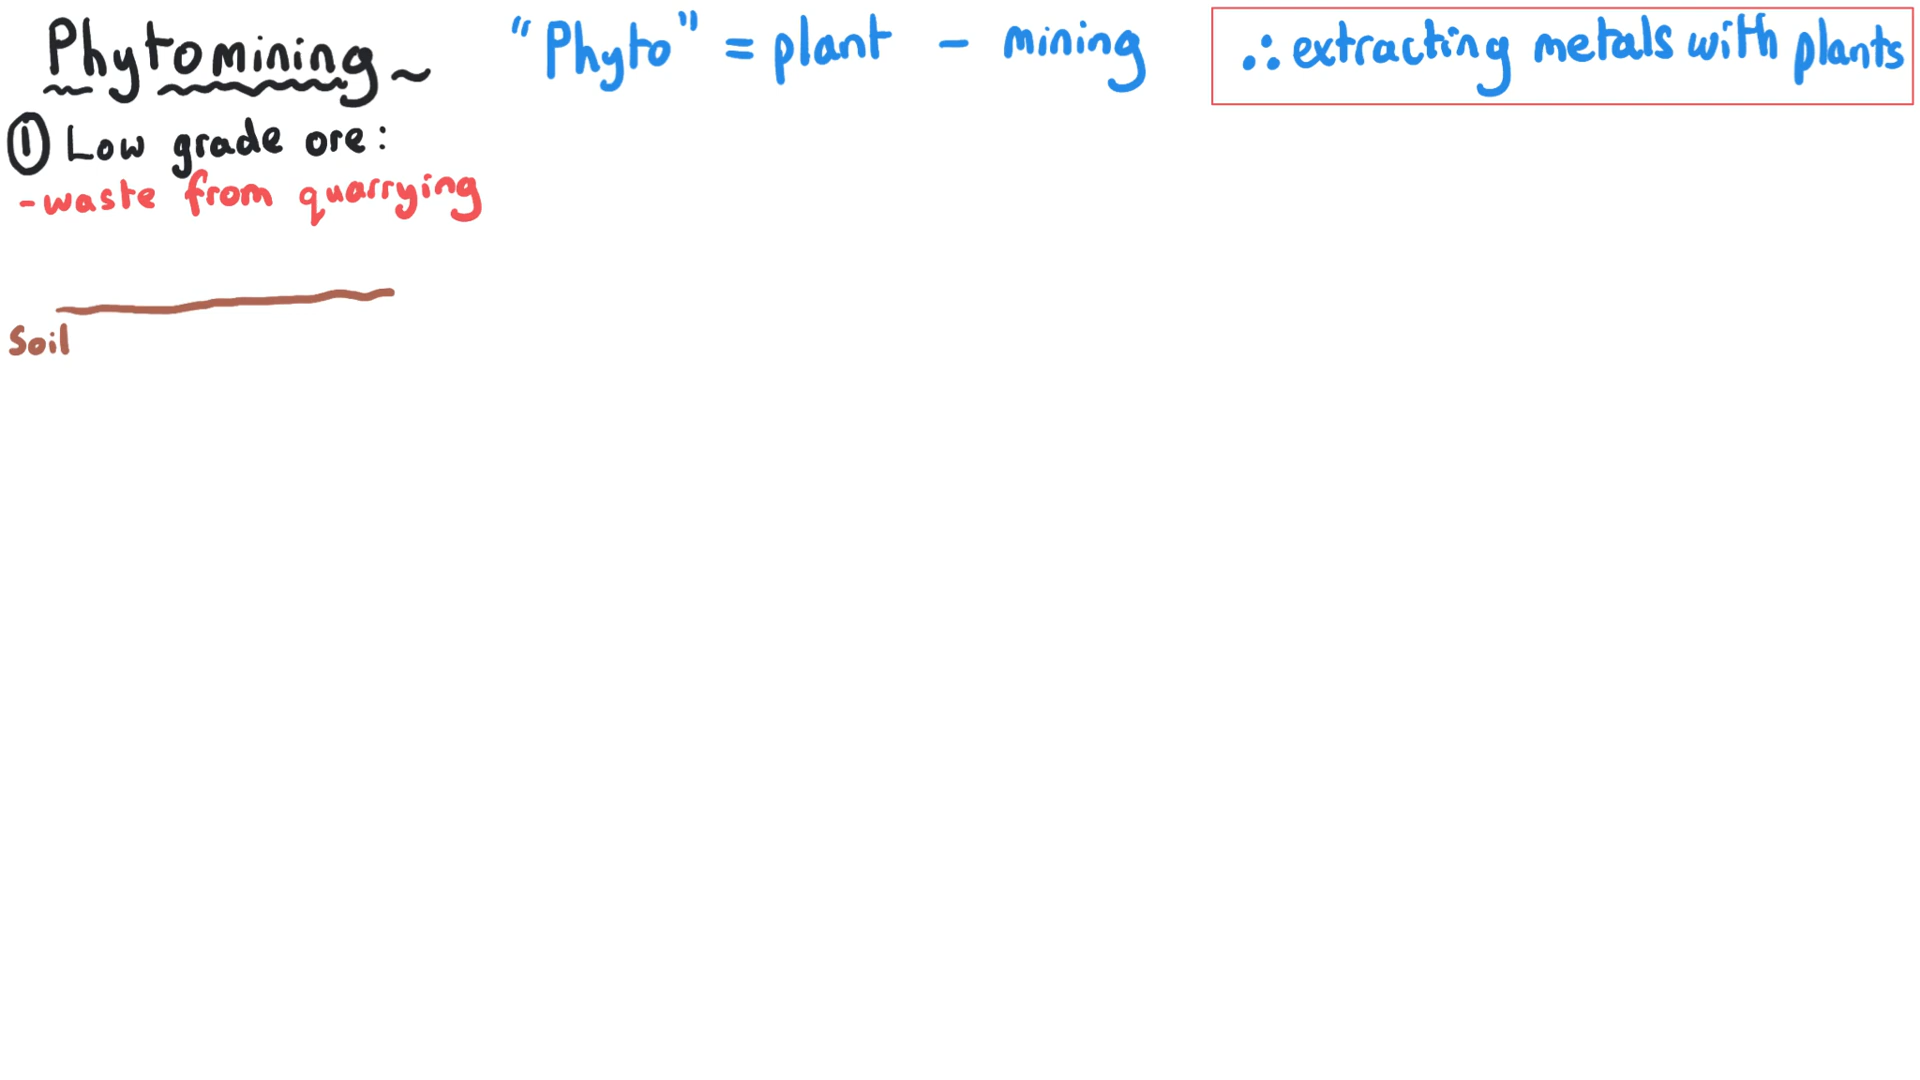 Phytomining ~ "Phyto" = plant - mining ∴ extracting metals with plants
① Low grade ore:
- waste from quarrying
Soil